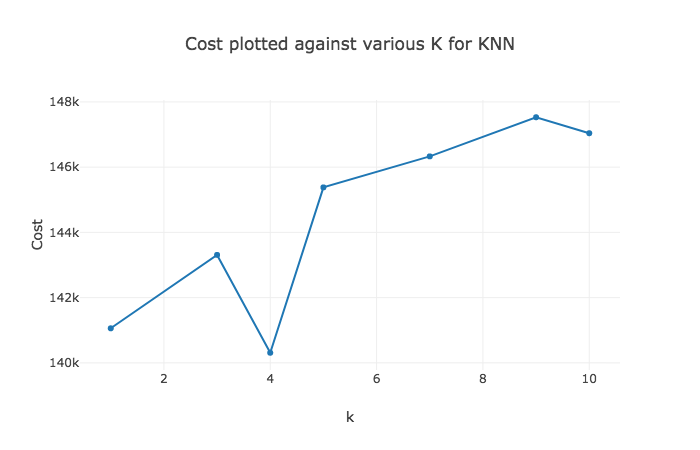 Cost plotted against various K for KNN
148k
146k
144k
142k
140k
Cost
2 4 6 8 10
k